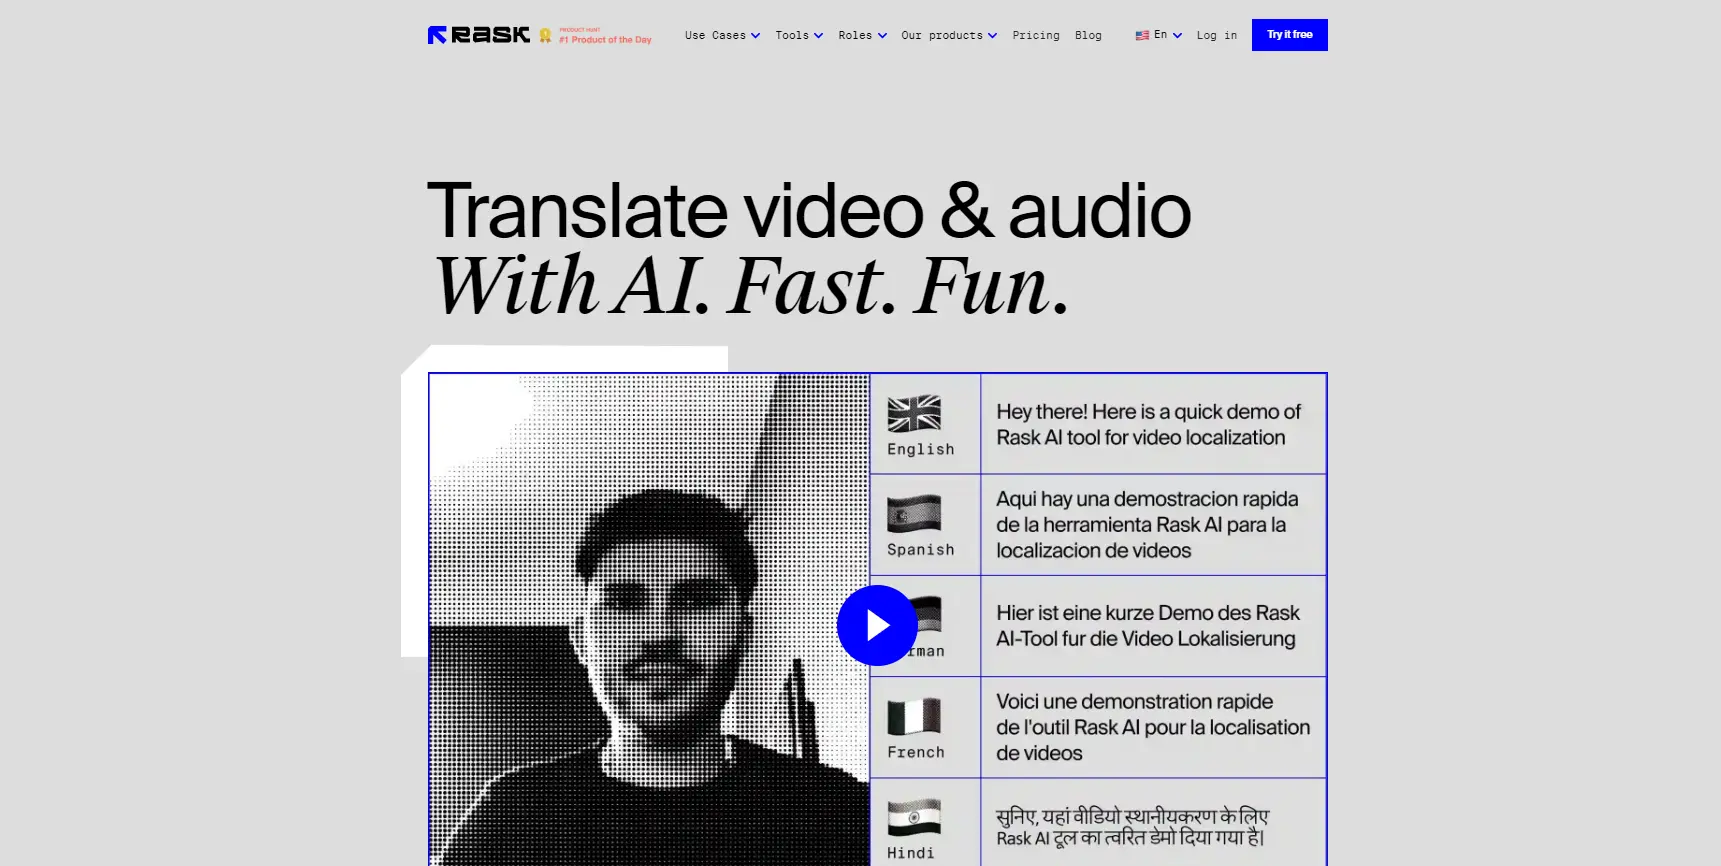 RASK
PRODUCT HUNT
#1 Product of the Day
Use Cases
Tools
Roles
Our products
Pricing
Blog
En
Log in
Try it free
Translate video & audio
With AI. Fast. Fun.
English
Hey there! Here is a quick demo of
Rask AI tool for video localization
Spanish
Aqui hay una demostracion rapida
de la herramienta Rask AI para la
localizacion de videos
rman
Hier ist eine kurze Demo des Rask
AI-Tool fur die Video Lokalisierung
French
Voici une demonstration rapide
de l'outil Rask AI pour la localisation
de videos
Hindi
सुनिए, यहां वीडियो स्थानीयकरण के लिए
Rask AI टूल का त्वरित डेमो दिया गया है|